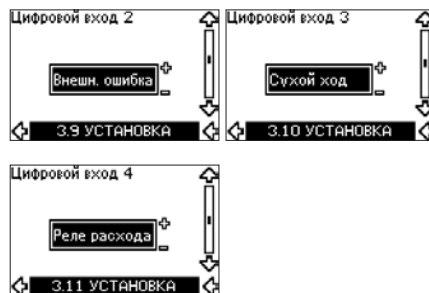 Цифровой вход 2
Внешн. ошибка
3.9 УСТАНОВКА
Цифровой вход 3
Сухой ход
3.10 УСТАНОВКА
Цифровой вход 4
Реле расхода
3.11 УСТАНОВКА